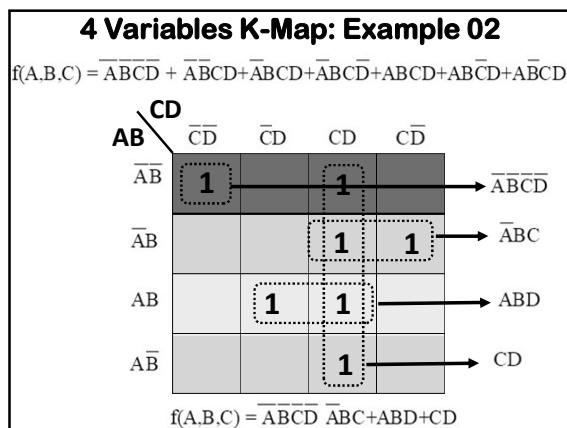 4 Variables K-Map: Example 02
f(A,B,C) = A̅B̅C̅D̅ + A̅B̅CD+A̅BCD+A̅BCD̅+ABCD+ABC̅D+AB̅CD
CD
AB C̅D̅ C̅D CD CD̅
A̅B̅ 1 1 A̅B̅C̅D̅
A̅B 1 1 A̅BC
AB 1 1 ABD
AB̅ 1 CD
f(A,B,C) = A̅B̅C̅D̅ A̅BC+ABD+CD